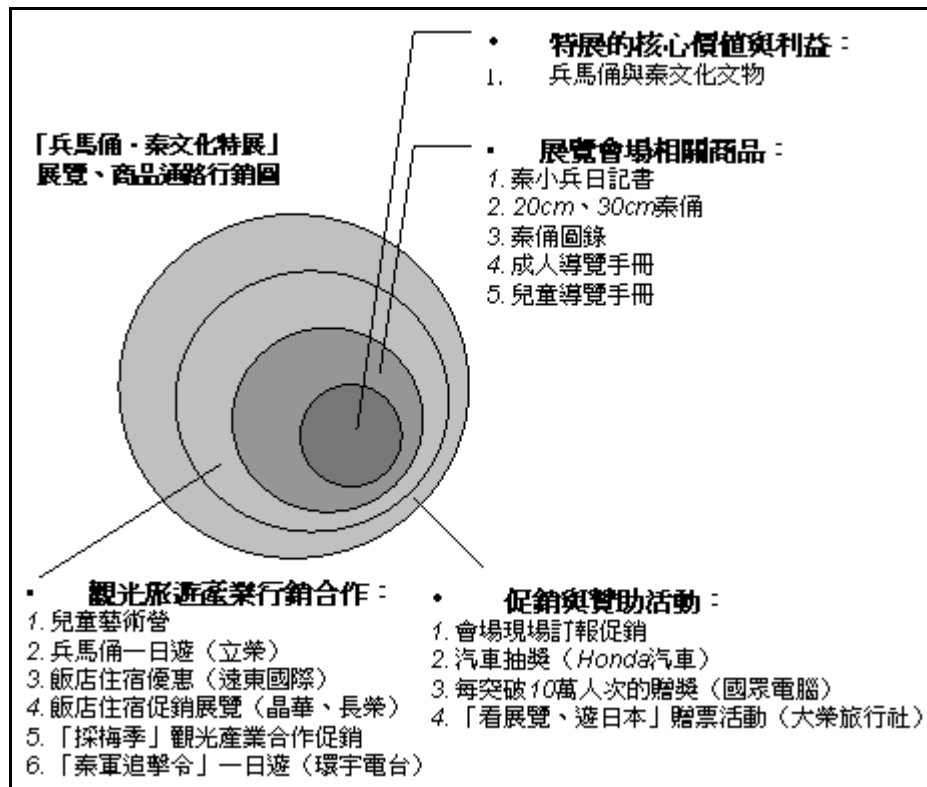 • 特展的核心價值與利益：
1. 兵馬俑與秦文化文物
「兵馬俑‧秦文化特展」
展覽、商品通路行銷圖
• 展覽會場相關商品：
1. 秦小兵日記書
2. 20cm、30cm秦俑
3. 秦俑圖錄
4. 成人導覽手冊
5. 兒童導覽手冊
• 觀光旅遊產業行銷合作：
1. 兒童藝術營
2. 兵馬俑一日遊（立榮）
3. 飯店住宿優惠（遠東國際）
4. 飯店住宿促銷展覽（晶華、長榮）
5. 「採梅季」觀光產業合作促銷
6. 「秦軍追擊令」一日遊（環宇電台）
• 促銷與贊助活動：
1. 會場現場訂報促銷
2. 汽車抽獎（Honda汽車）
3. 每突破10萬人次的贈獎（國眾電腦）
4. 「看展覽、遊日本」贈票活動（大榮旅行社）